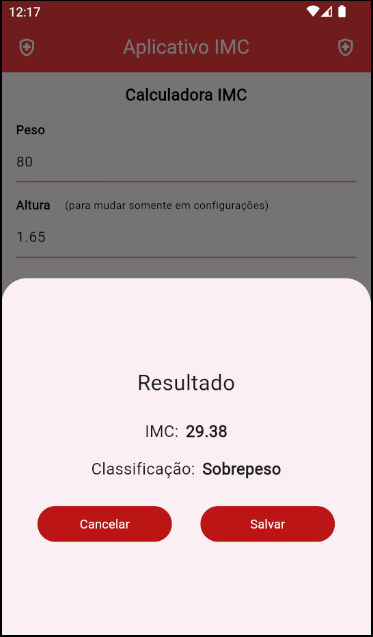 12:17
Aplicativo IMC
Calculadora IMC
Peso
80
Altura (para mudar somente em configurações)
1.65
Resultado
IMC: 29.38
Classificação: Sobrepeso
Cancelar Salvar